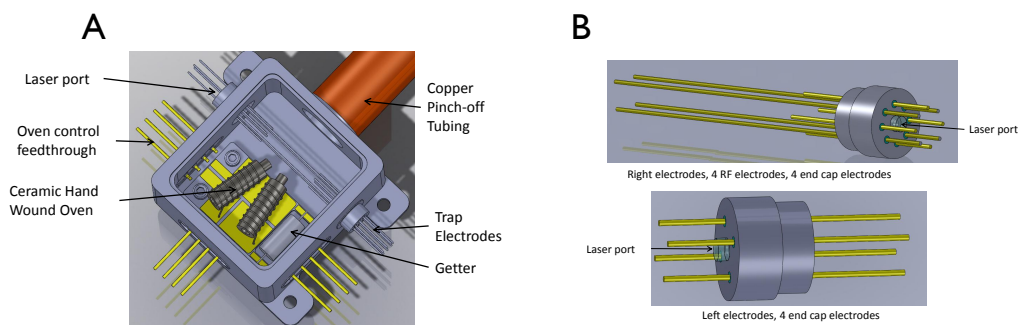 A
Laser port
Oven control
feedthrough
Ceramic Hand
Wound Oven
Copper
Pinch-off
Tubing
Trap
Electrodes
Getter
B
Laser port
Right electrodes, 4 RF electrodes, 4 end cap electrodes
Laser port
Left electrodes, 4 end cap electrodes